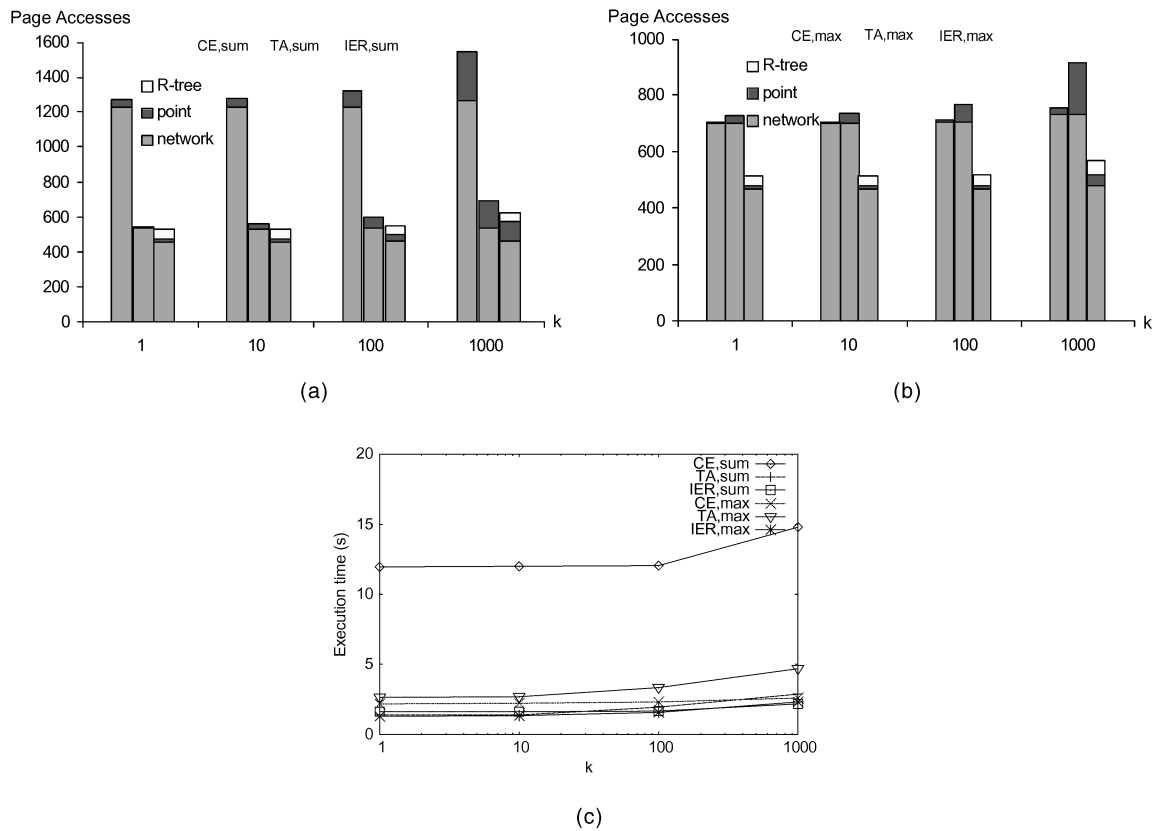 Page Accesses
CE,sum TA,sum IER,sum
1600
1400
1200
1000
800
600
400
200
0
R-tree
point
network
1 10 100 1000
k
(a)
Page Accesses
CE,max TA,max IER,max
1000
800
600
400
200
0
R-tree
point
network
1 10 100 1000
k
(b)
20
15
10
5
0
Execution time (s)
CE,sum
TA,sum
IER,sum
CE,max
TA,max
IER,max
1 10 100 1000
k
(c)